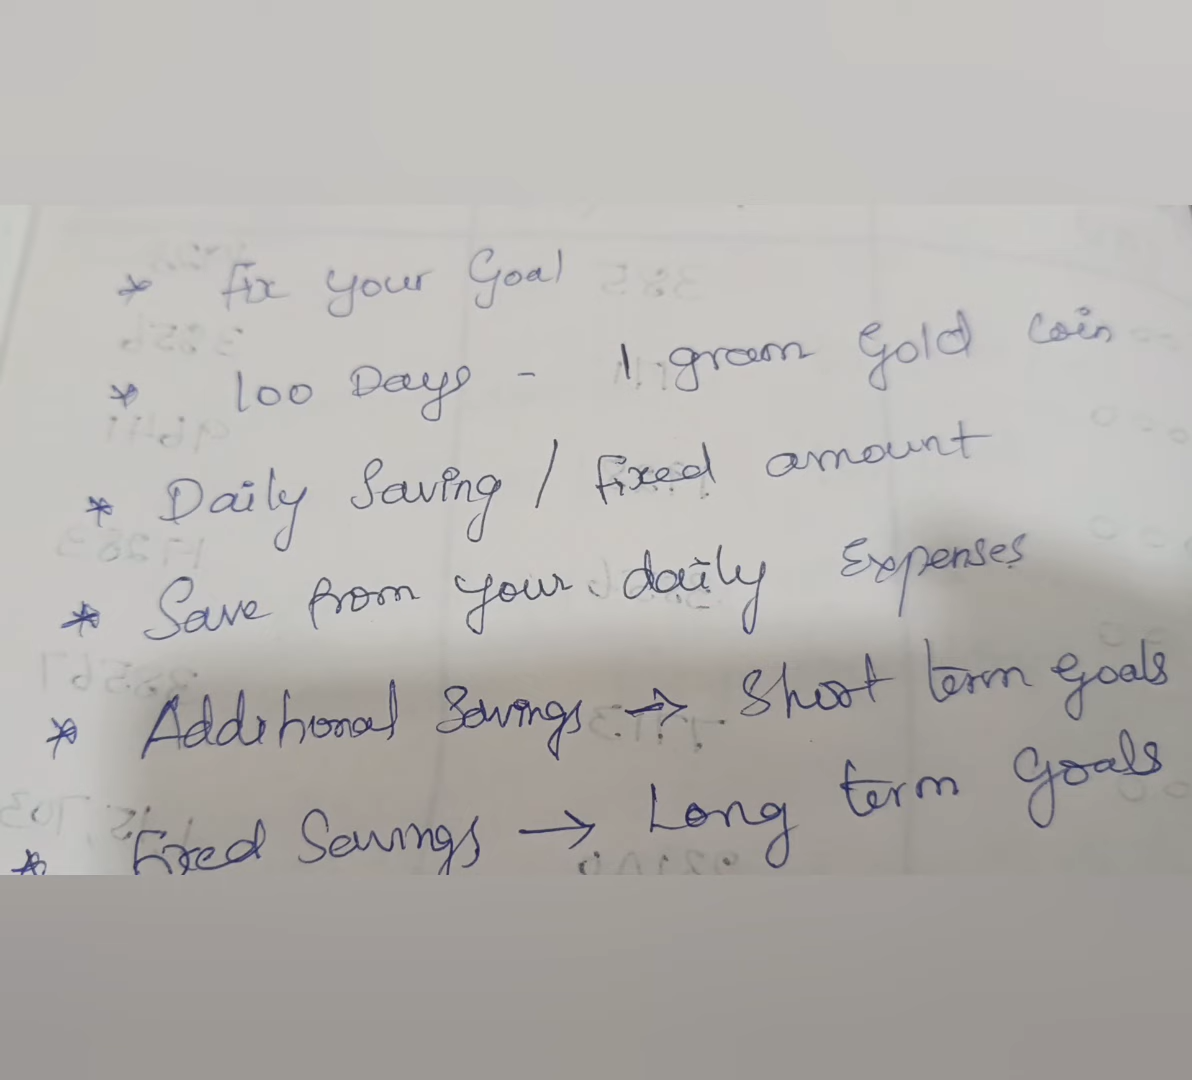 * Fix your Goal
* 100 Days - 1 gram Gold Coin
* Daily Saving / fixed amount
* Save from your daily Expenses
* Additional Savings → Short term Goals
* Fixed Savings → Long term Goals